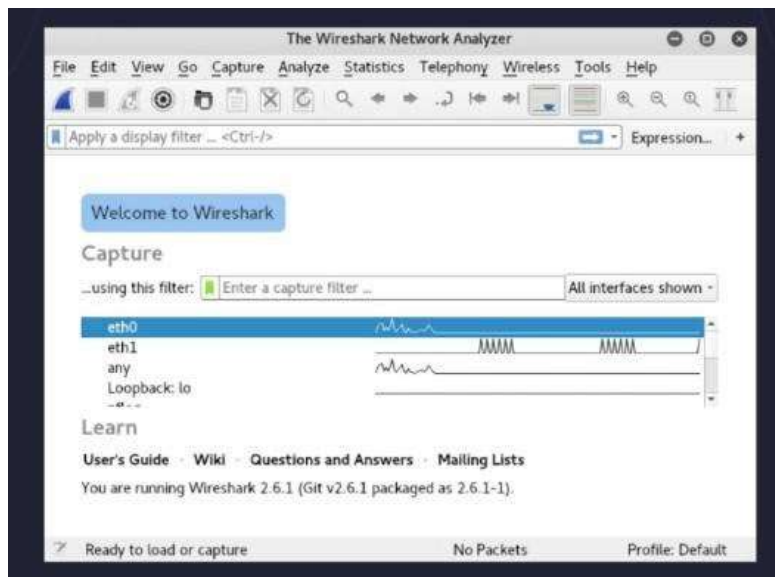 The Wireshark Network Analyzer
File Edit View Go Capture Analyze Statistics Telephony Wireless Tools Help
Apply a display filter ... <Ctrl-/>
Expression... +
Welcome to Wireshark
Capture
...using this filter: Enter a capture filter ...
All interfaces shown
eth0
eth1
any
Loopback: lo
Learn
User's Guide · Wiki · Questions and Answers · Mailing Lists
You are running Wireshark 2.6.1 (Git v2.6.1 packaged as 2.6.1-1).
Ready to load or capture
No Packets
Profile: Default